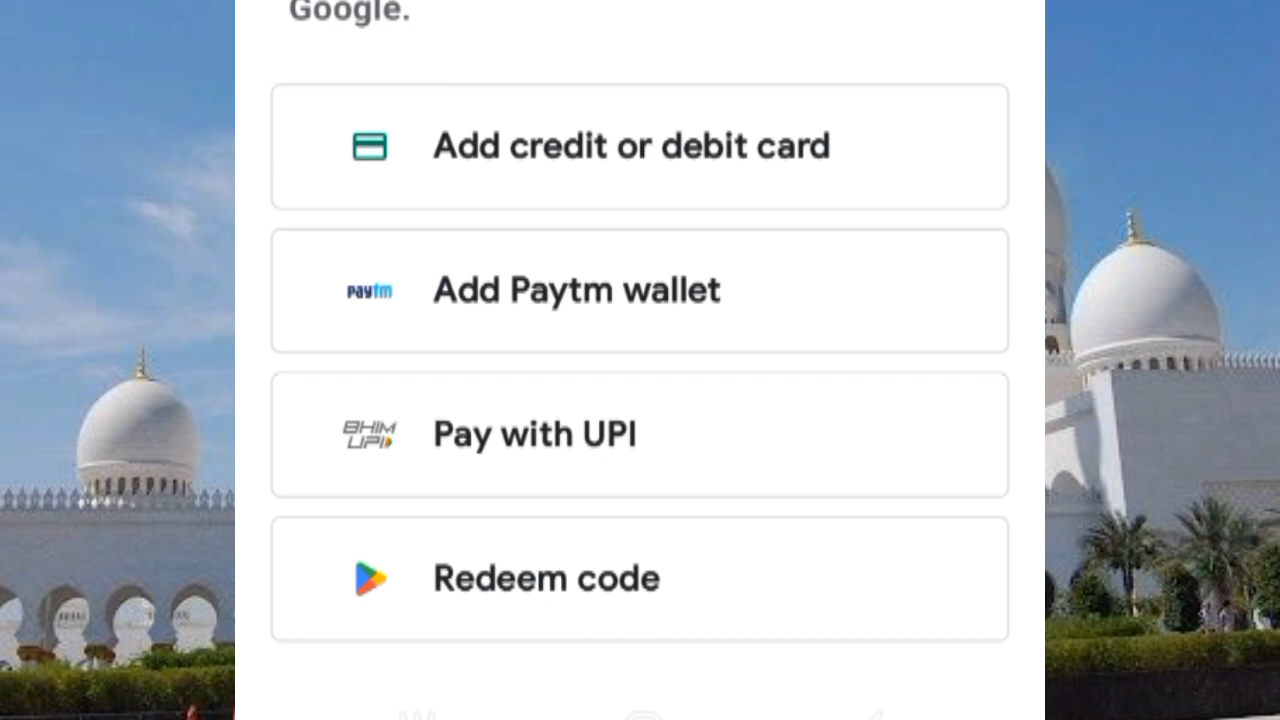 Google.
Add credit or debit card
paytm
Add Paytm wallet
BHIM
UPI
Pay with UPI
Redeem code